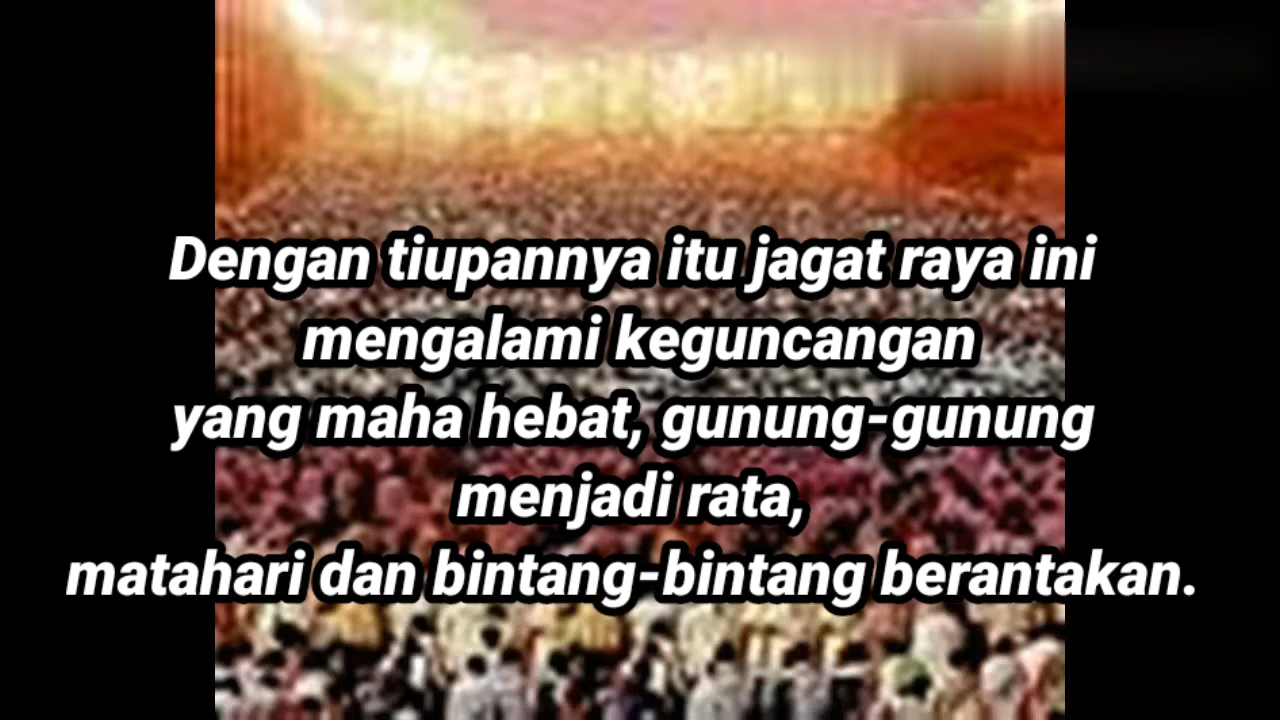 Dengan tiupannya itu jagat raya ini
mengalami keguncangan
yang maha hebat, gunung-gunung
menjadi rata,
matahari dan bintang-bintang berantakan.